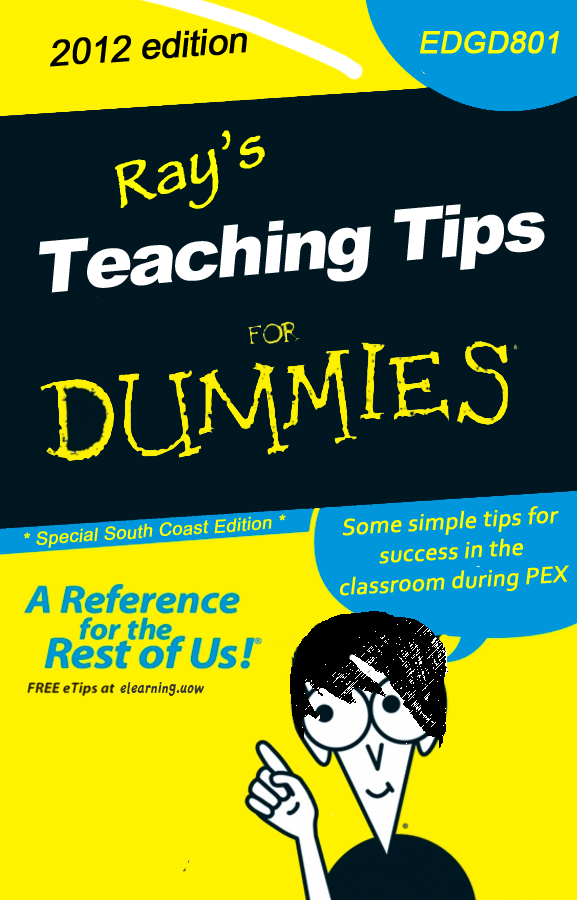 2012 edition
EDGD801
Ray's
Teaching Tips
FOR
DUMMIES®
* Special South Coast Edition *
Some simple tips for
success in the
classroom during PEX
A Reference
for the
Rest of Us!®
FREE eTips at elearning.uow
®